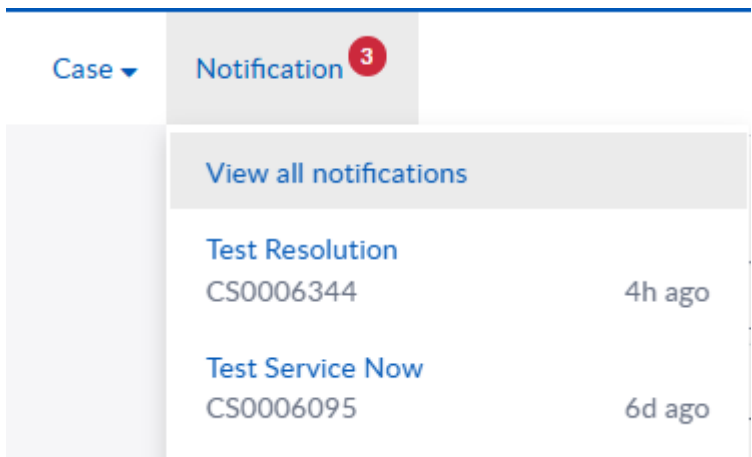 Case
Notification 3
View all notifications
Test Resolution
CS0006344 4h ago
Test Service Now
CS0006095 6d ago